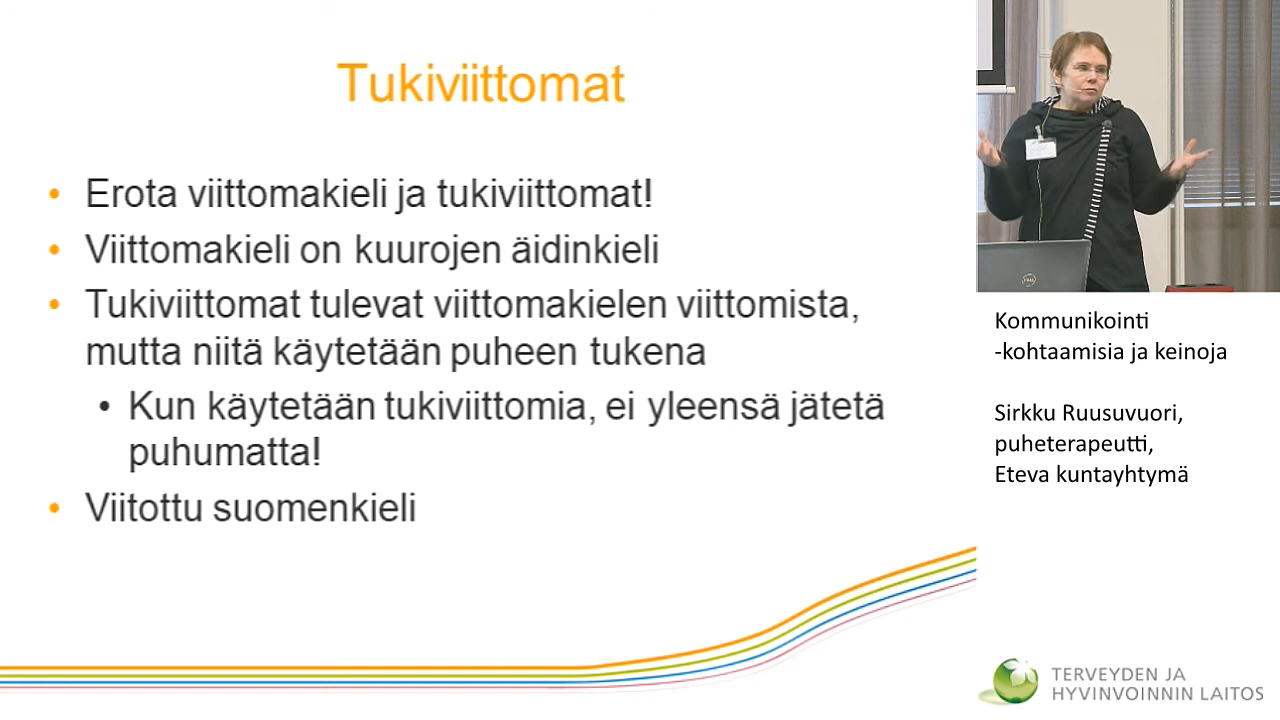 Tukiviittomat
• Erota viittomakieli ja tukiviittomat!
• Viittomakieli on kuurojen äidinkieli
• Tukiviittomat tulevat viittomakielen viittomista,
mutta niitä käytetään puheen tukena
• Kun käytetään tukiviittomia, ei yleensä jätetä
puhumatta!
• Viitottu suomenkieli
Kommunikointi
-kohtaamisia ja keinoja
Sirkku Ruusuvuori,
puheterapeutti,
Eteva kuntayhtymä
TERVEYDEN JA
HYVINVOINNIN LAITOS